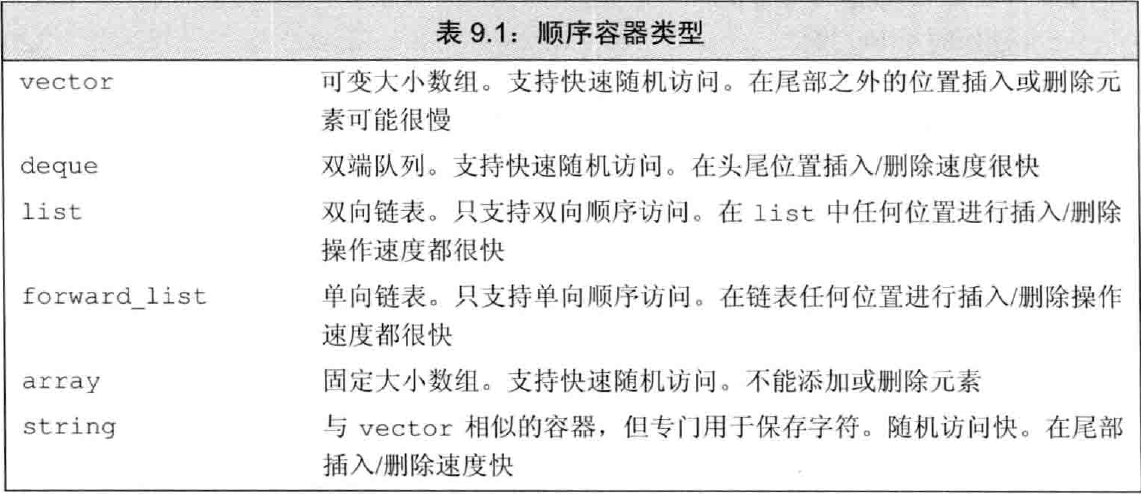 表 9.1：顺序容器类型
vector 可变大小数组。支持快速随机访问。在尾部之外的位置插入或删除元
素可能很慢
deque 双端队列。支持快速随机访问。在头尾位置插入/删除速度很快
list 双向链表。只支持双向顺序访问。在 list 中任何位置进行插入/删除
操作速度都很快
forward_list 单向链表。只支持单向顺序访问。在链表任何位置进行插入/删除操作
速度都很快
array 固定大小数组。支持快速随机访问。不能添加或删除元素
string 与 vector 相似的容器，但专门用于保存字符。随机访问快。在尾部
插入/删除速度快